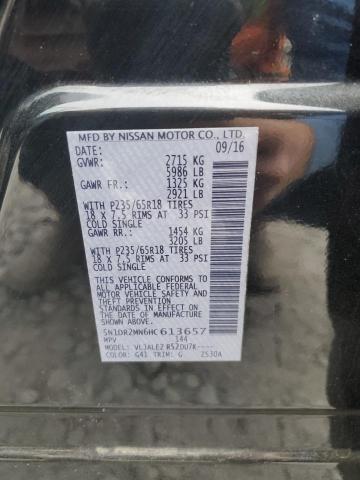 MFD BY NISSAN MOTOR CO., LTD.
DATE: 09/16
GVWR: 2715 KG
5986 LB
GAWR FR: 1325 KG
2921 LB
WITH P235/65R18 TIRES
18 X 7.5 RIMS AT 33 PSI
COLD SINGLE
GAWR RR: 1454 KG
3205 LB
WITH P235/65R18 TIRES
18 X 7.5 RIMS AT 33 PSI
COLD SINGLE
THIS VEHICLE CONFORMS TO
ALL APPLICABLE FEDERAL
MOTOR VEHICLE SAFETY AND
THEFT PREVENTION
STANDARDS IN EFFECT ON
THE DATE OF MANUFACTURE
SHOWN ABOVE.
5N1DR2MN6HC613657
MPV 144
MODEL: VLJALEZ R52DU7K----
COLOR: G41 TRIM: G Z530A